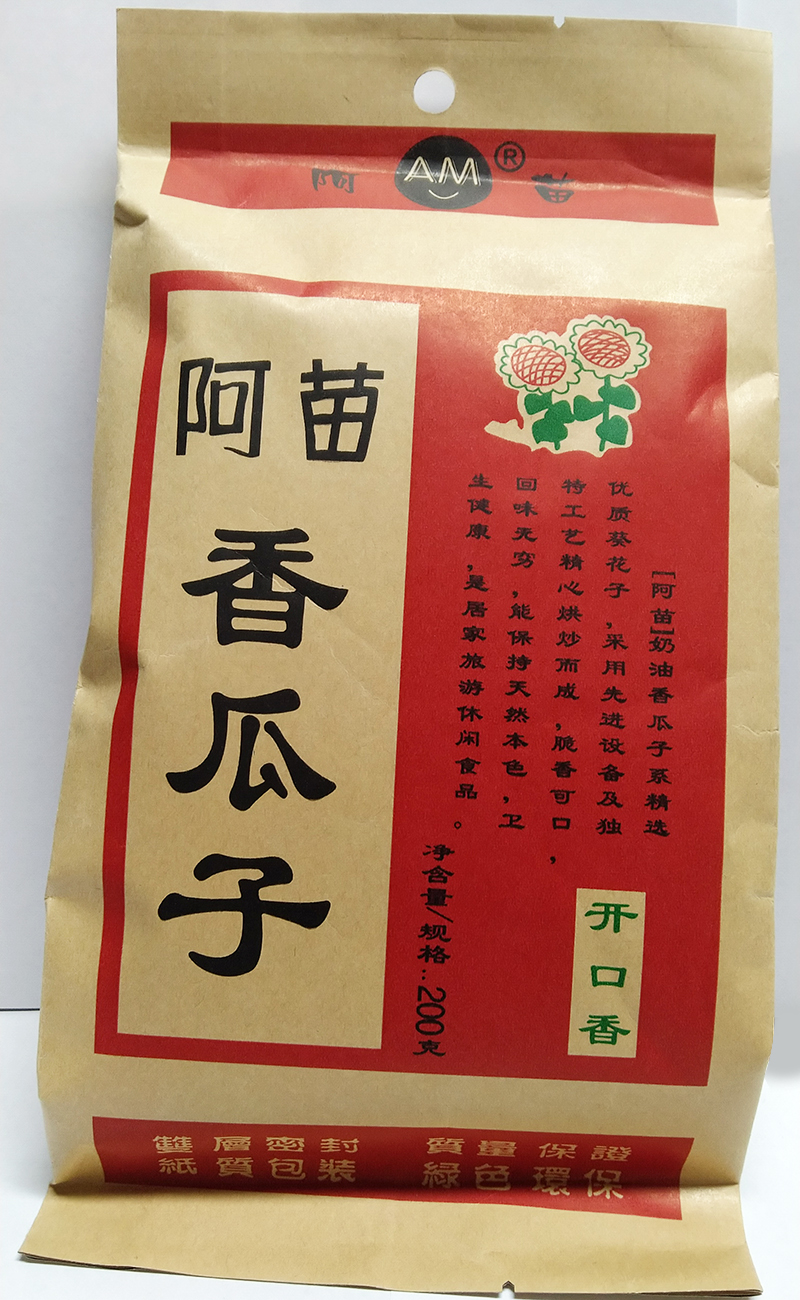 阿 AM® 苗
阿苗
香瓜子
[阿苗]奶油香瓜子系精选
优质葵花子，采用先进设备及独
特工艺精心烘炒而成，脆香可口，
回味无穷，能保持天然本色，卫
生健康，是居家旅游休闲食品。
净含量/规格：200克
开口香
雙層密封 質量保證
紙質包装 綠色環保